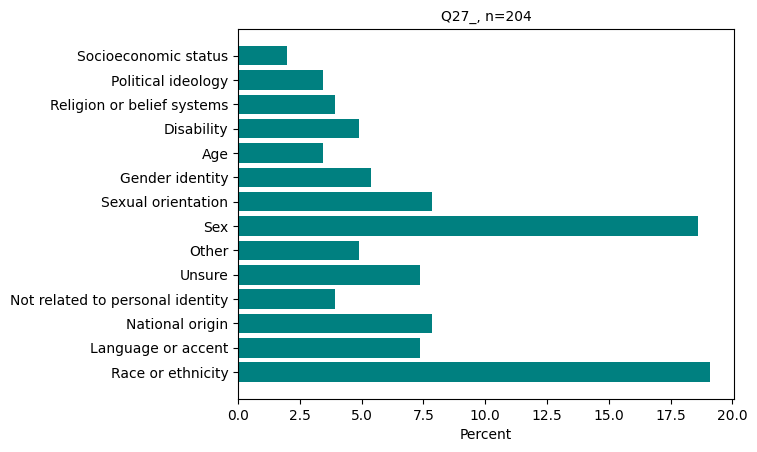 Q27_, n=204
Socioeconomic status
Political ideology
Religion or belief systems
Disability
Age
Gender identity
Sexual orientation
Sex
Other
Unsure
Not related to personal identity
National origin
Language or accent
Race or ethnicity
0.0 2.5 5.0 7.5 10.0 12.5 15.0 17.5 20.0
Percent